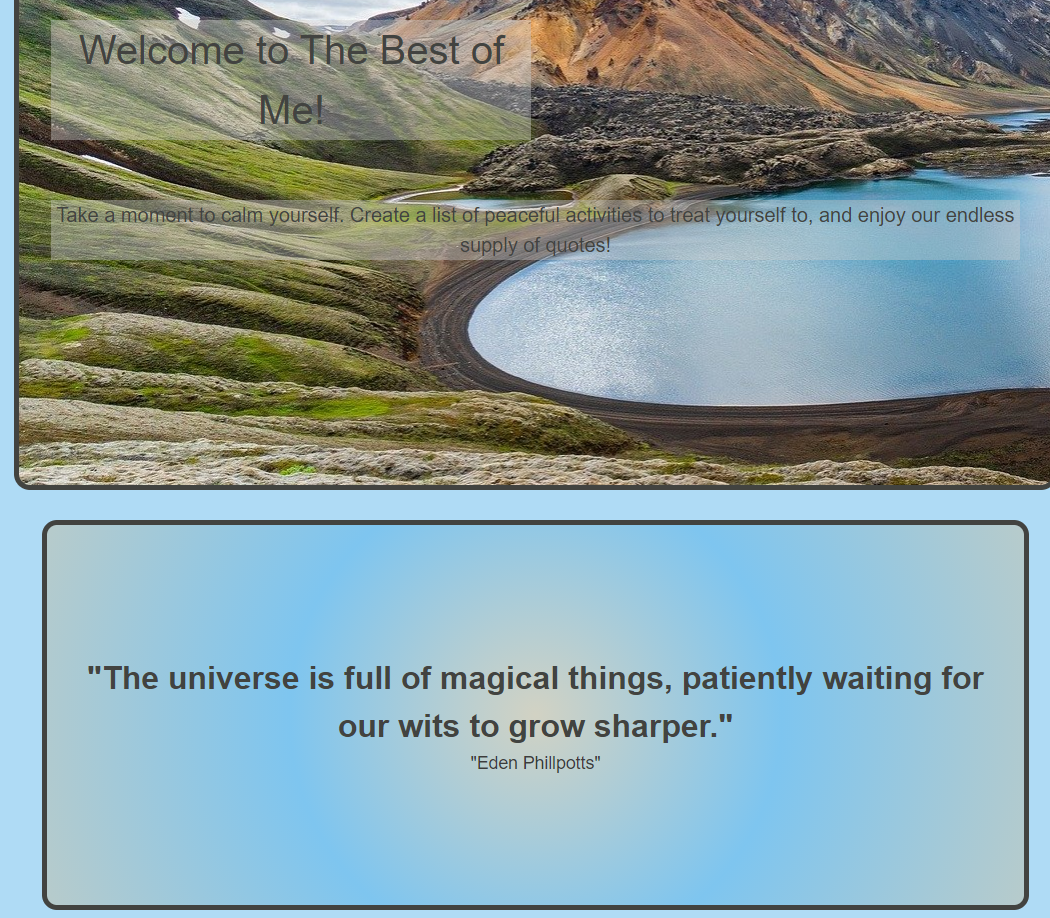 Welcome to The Best of
Me!
Take a moment to calm yourself. Create a list of peaceful activities to treat yourself to, and enjoy our endless
supply of quotes!
"The universe is full of magical things, patiently waiting for
our wits to grow sharper."
"Eden Phillpotts"